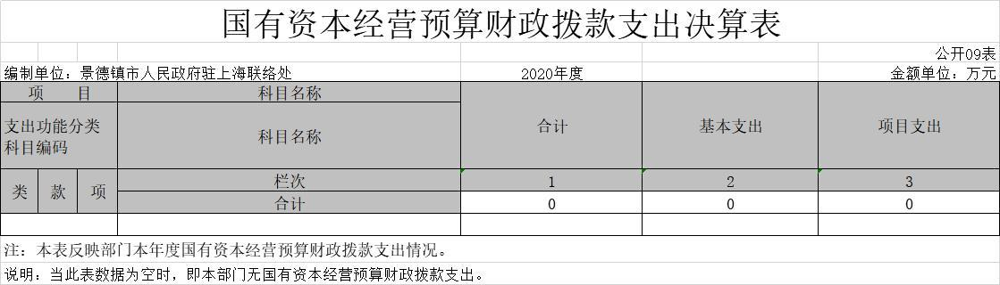 国有资本经营预算财政拨款支出决算表
公开09表
编制单位：景德镇市人民政府驻上海联络处 2020年度 金额单位：万元
项 目 科目名称
支出功能分类科目编码 科目名称 合计 基本支出 项目支出
类 款 项 栏次 1 2 3
合计 0 0 0
注：本表反映部门本年度国有资本经营预算财政拨款支出情况。
说明：当此表数据为空时，即本部门无国有资本经营预算财政拨款支出。